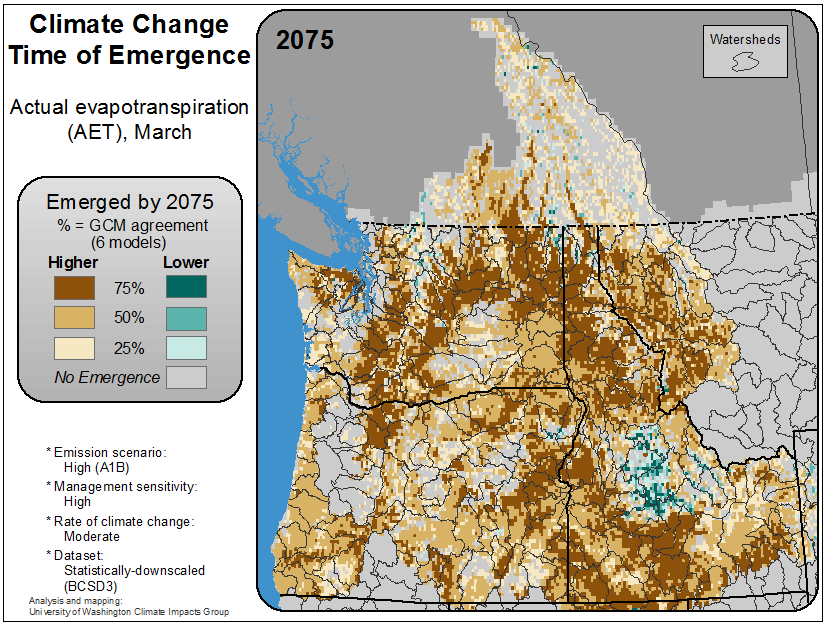 Climate Change
Time of Emergence
Actual evapotranspiration
(AET), March
Emerged by 2075
% = GCM agreement
(6 models)
Higher Lower
75%
50%
25%
No Emergence
* Emission scenario:
High (A1B)
* Management sensitivity:
High
* Rate of climate change:
Moderate
* Dataset:
Statistically-downscaled
(BCSD3)
Analysis and mapping:
University of Washington Climate Impacts Group
2075
Watersheds